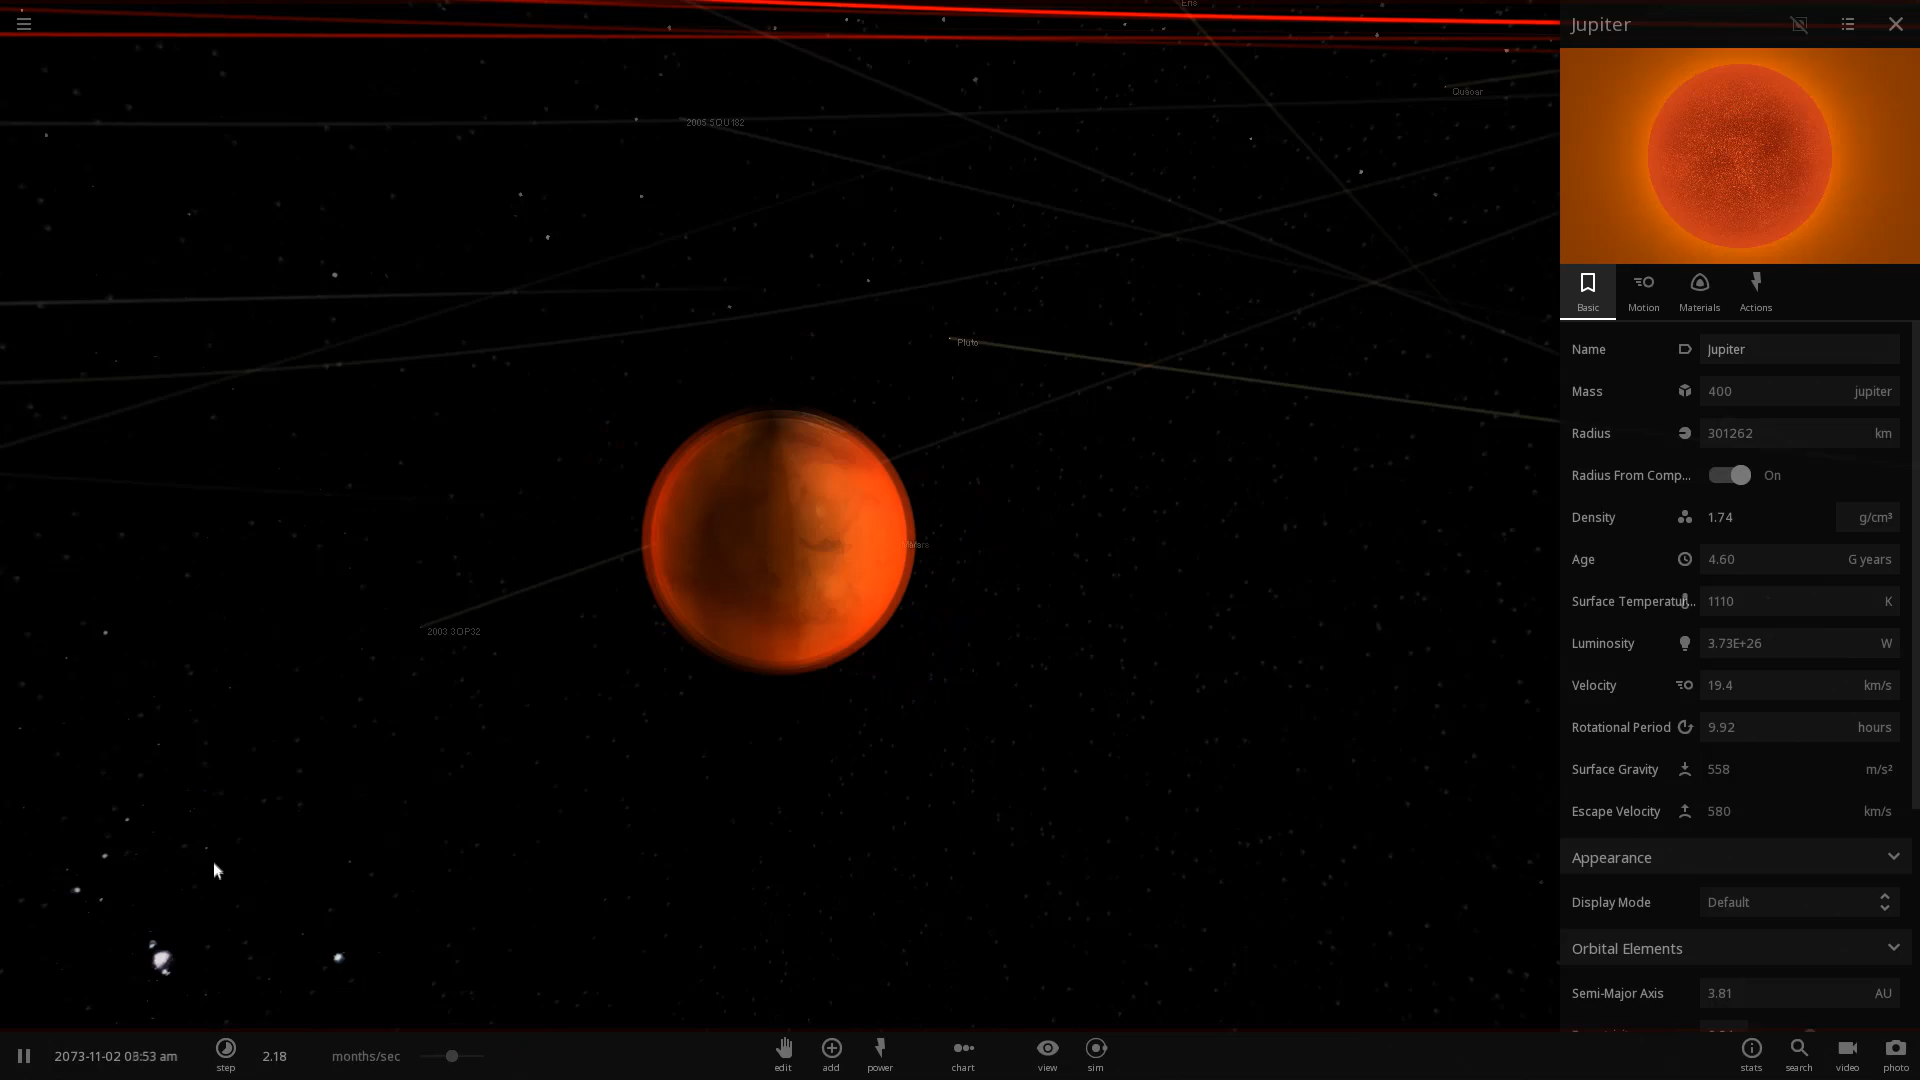 Eris
Jupiter
Quaoar
2005 SQU182
Basic
Motion
Materials
Actions
Pluto
Name Jupiter
Mass 400 jupiter
Radius 301262 km
Radius From Comp... On
Density 1.74 g/cm³
Age 4.60 G years
Surface Temperatur... 1110 K
2003 3OP32
Luminosity 3.73E+26 W
Velocity 19.4 km/s
Rotational Period 9.92 hours
Surface Gravity 558 m/s²
Escape Velocity 580 km/s
Appearance
Display Mode Default
Orbital Elements
Semi-Major Axis 3.81 AU
2073-11-02 03:53 am
step
2.18 months/sec
edit
add
power
chart
view
sim
stats
search
video
photo